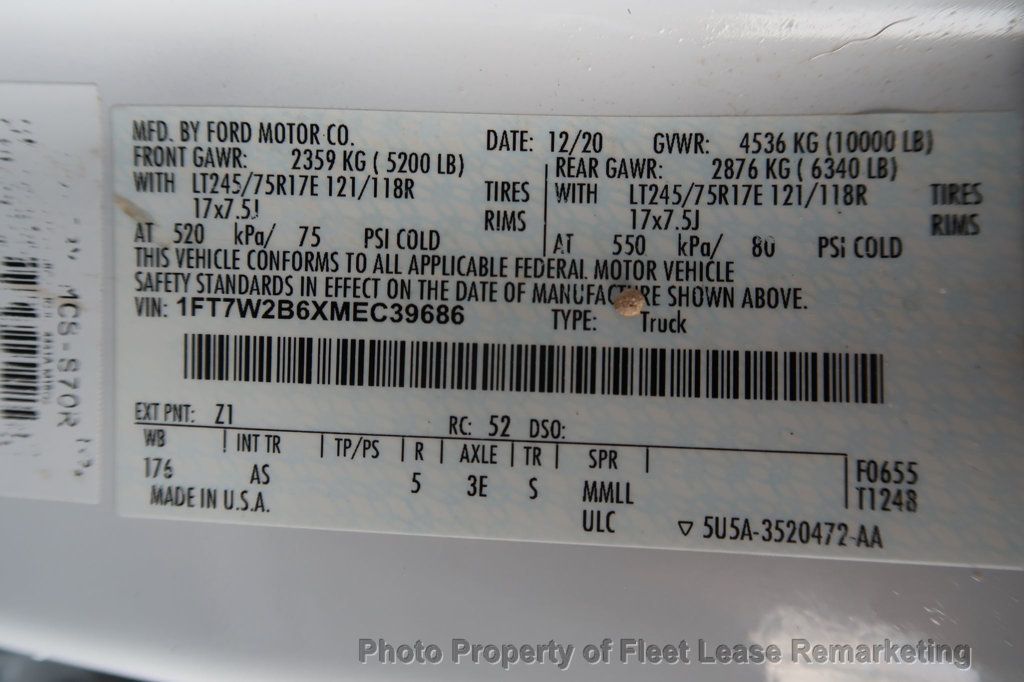 MFD. BY FORD MOTOR CO. DATE: 12/20 GVWR: 4536 KG (10000 LB)
FRONT GAWR: 2359 KG ( 5200 LB) REAR GAWR: 2876 KG ( 6340 LB)
WITH LT245/75R17E 121/118R TIRES WITH LT245/75R17E 121/118R TIRES
17x7.5J RIMS 17x7.5J RIMS
AT 520 kPa/ 75 PSI COLD AT 550 kPa/ 80 PSI COLD
THIS VEHICLE CONFORMS TO ALL APPLICABLE FEDERAL MOTOR VEHICLE
SAFETY STANDARDS IN EFFECT ON THE DATE OF MANUFACTURE SHOWN ABOVE.
VIN: 1FT7W2B6XMEC39686 TYPE: Truck
EXT PNT: Z1 RC: 52 DSO:
WB INT TR TP/PS R AXLE TR SPR F0655
176 AS 5 3E S MMLL T1248
MADE IN U.S.A. ULC 5U5A-3520472-AA
Photo Property of Fleet Lease Remarketing